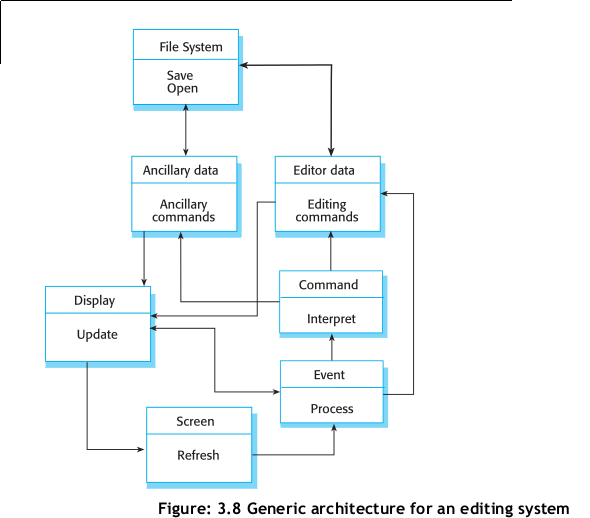 File System
Save
Open
Ancillary data
Ancillary
commands
Editor data
Editing
commands
Command
Interpret
Display
Update
Event
Process
Screen
Refresh
Figure: 3.8 Generic architecture for an editing system